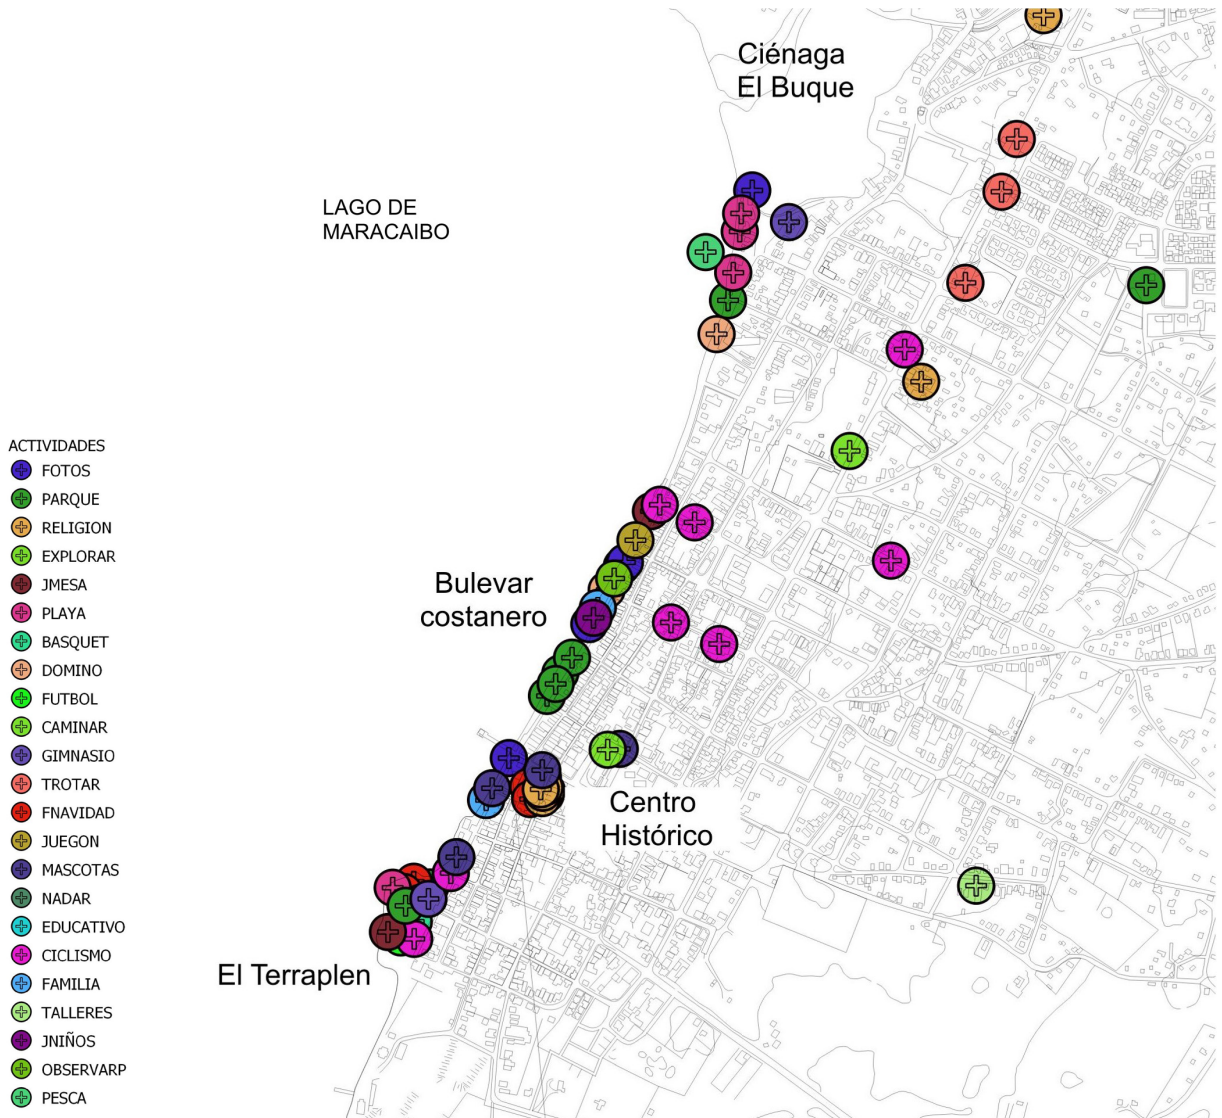 Ciénaga
El Buque
LAGO DE
MARACAIBO
ACTIVIDADES
FOTOS
PARQUE
RELIGION
EXPLORAR
JMESA
PLAYA
BASQUET
DOMINO
FUTBOL
CAMINAR
GIMNASIO
TROTAR
FNAVIDAD
JUEGON
MASCOTAS
NADAR
EDUCATIVO
CICLISMO
FAMILIA
TALLERES
JNIÑOS
OBSERVARP
PESCA
Bulevar
costanero
Centro
Histórico
El Terraplen